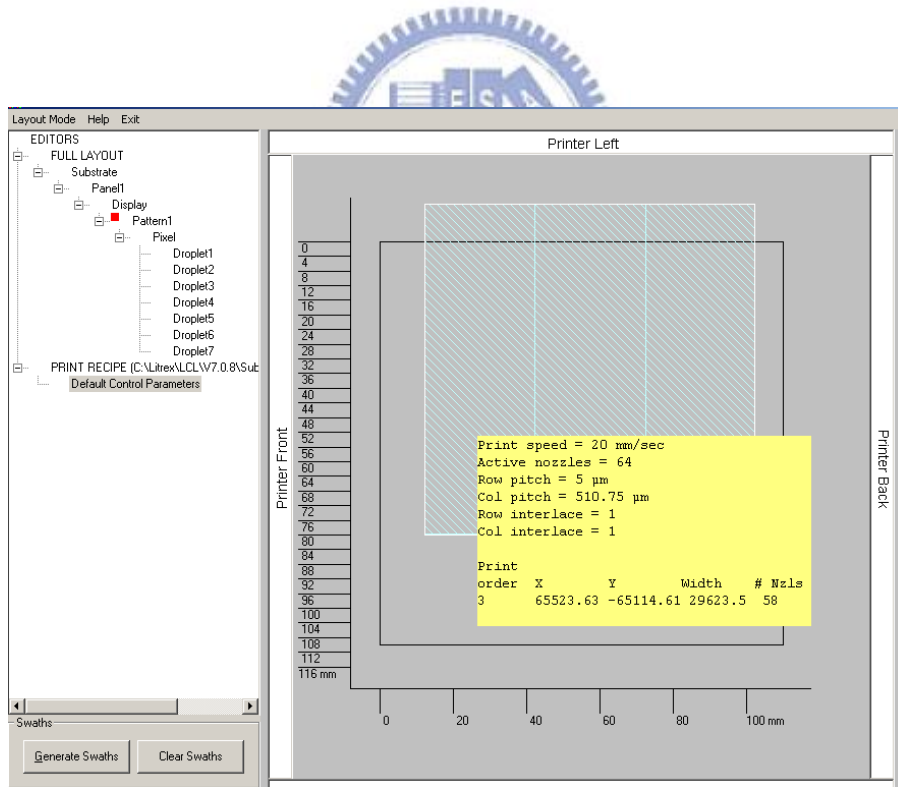 E S
Layout Mode Help Exit
EDITORS
FULL LAYOUT
Substrate
Panel1
Display
Pattern1
Pixel
Droplet1
Droplet2
Droplet3
Droplet4
Droplet5
Droplet6
Droplet7
PRINT RECIPE (C:\Litrex\LCL\V7.0.8\Sub
Default Control Parameters
Swaths
Generate Swaths Clear Swaths
Printer Left
Printer Front
0
4
8
12
16
20
24
28
32
36
40
44
48
52
56
60
64
68
72
76
80
84
88
92
96
100
104
108
112
116 mm
Print speed = 20 mm/sec
Active nozzles = 64
Row pitch = 5 µm
Col pitch = 510.75 µm
Row interlace = 1
Col interlace = 1
Print
order X Y Width # Nzls
3 65523.63 -65114.61 29623.5 58
0 20 40 60 80 100 mm
Printer Back